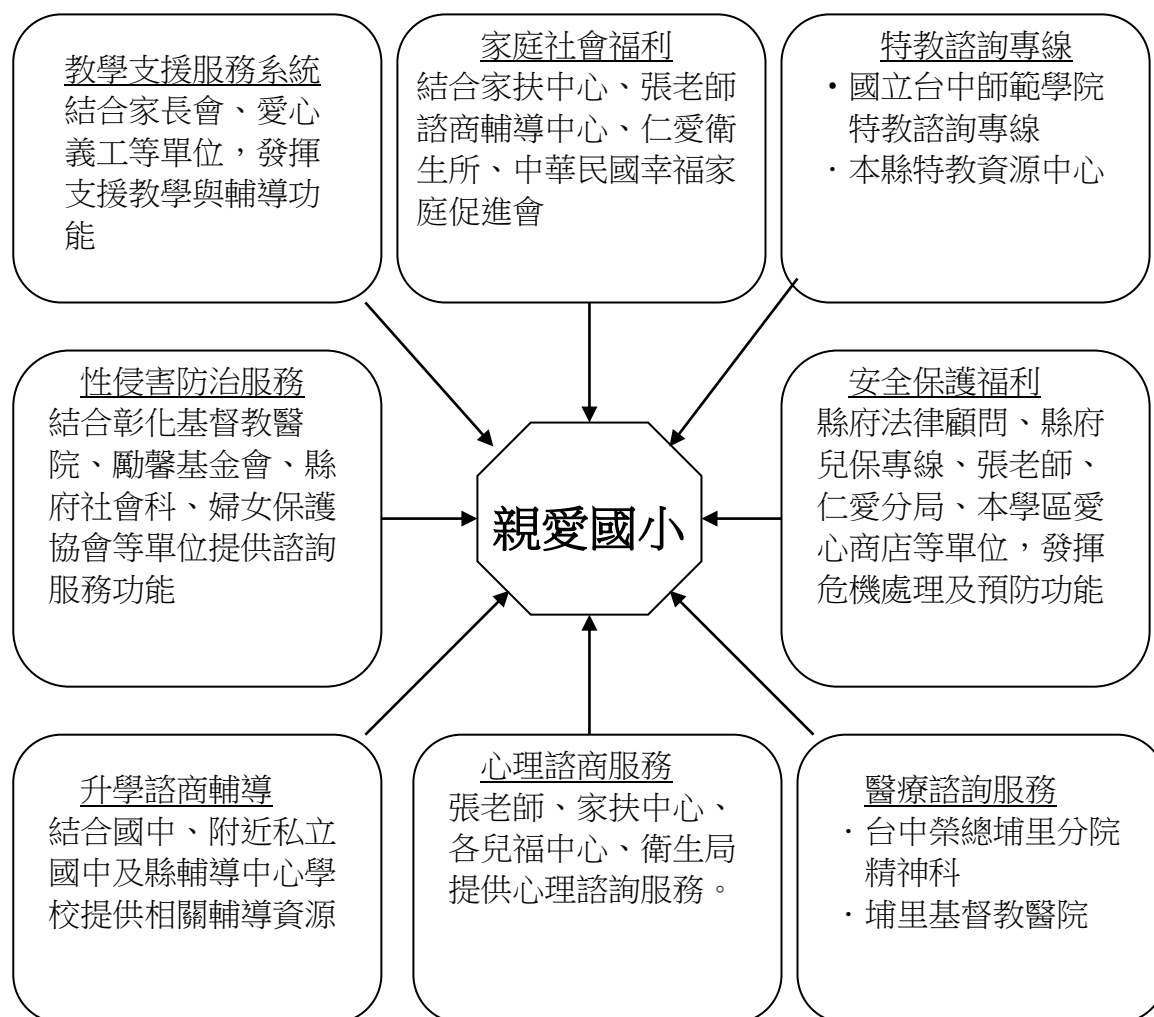 教學支援服務系統
結合家長會、愛心
義工等單位，發揮
支援教學與輔導功
能
家庭社會福利
結合家扶中心、張老師
諮商輔導中心、仁愛衛
生所、中華民國幸福家
庭促進會
特教諮詢專線
・國立台中師範學院
特教諮詢專線
．本縣特教資源中心
性侵害防治服務
結合彰化基督教醫
院、勵馨基金會、縣
府社會科、婦女保護
協會等單位提供諮詢
服務功能
親愛國小
安全保護福利
縣府法律顧問、縣府
兒保專線、張老師、
仁愛分局、本學區愛
心商店等單位，發揮
危機處理及預防功能
升學諮商輔導
結合國中、附近私立
國中及縣輔導中心學
校提供相關輔導資源
心理諮商服務
張老師、家扶中心、
各兒福中心、衛生局
提供心理諮詢服務。
醫療諮詢服務
．台中榮總埔里分院
精神科
．埔里基督教醫院